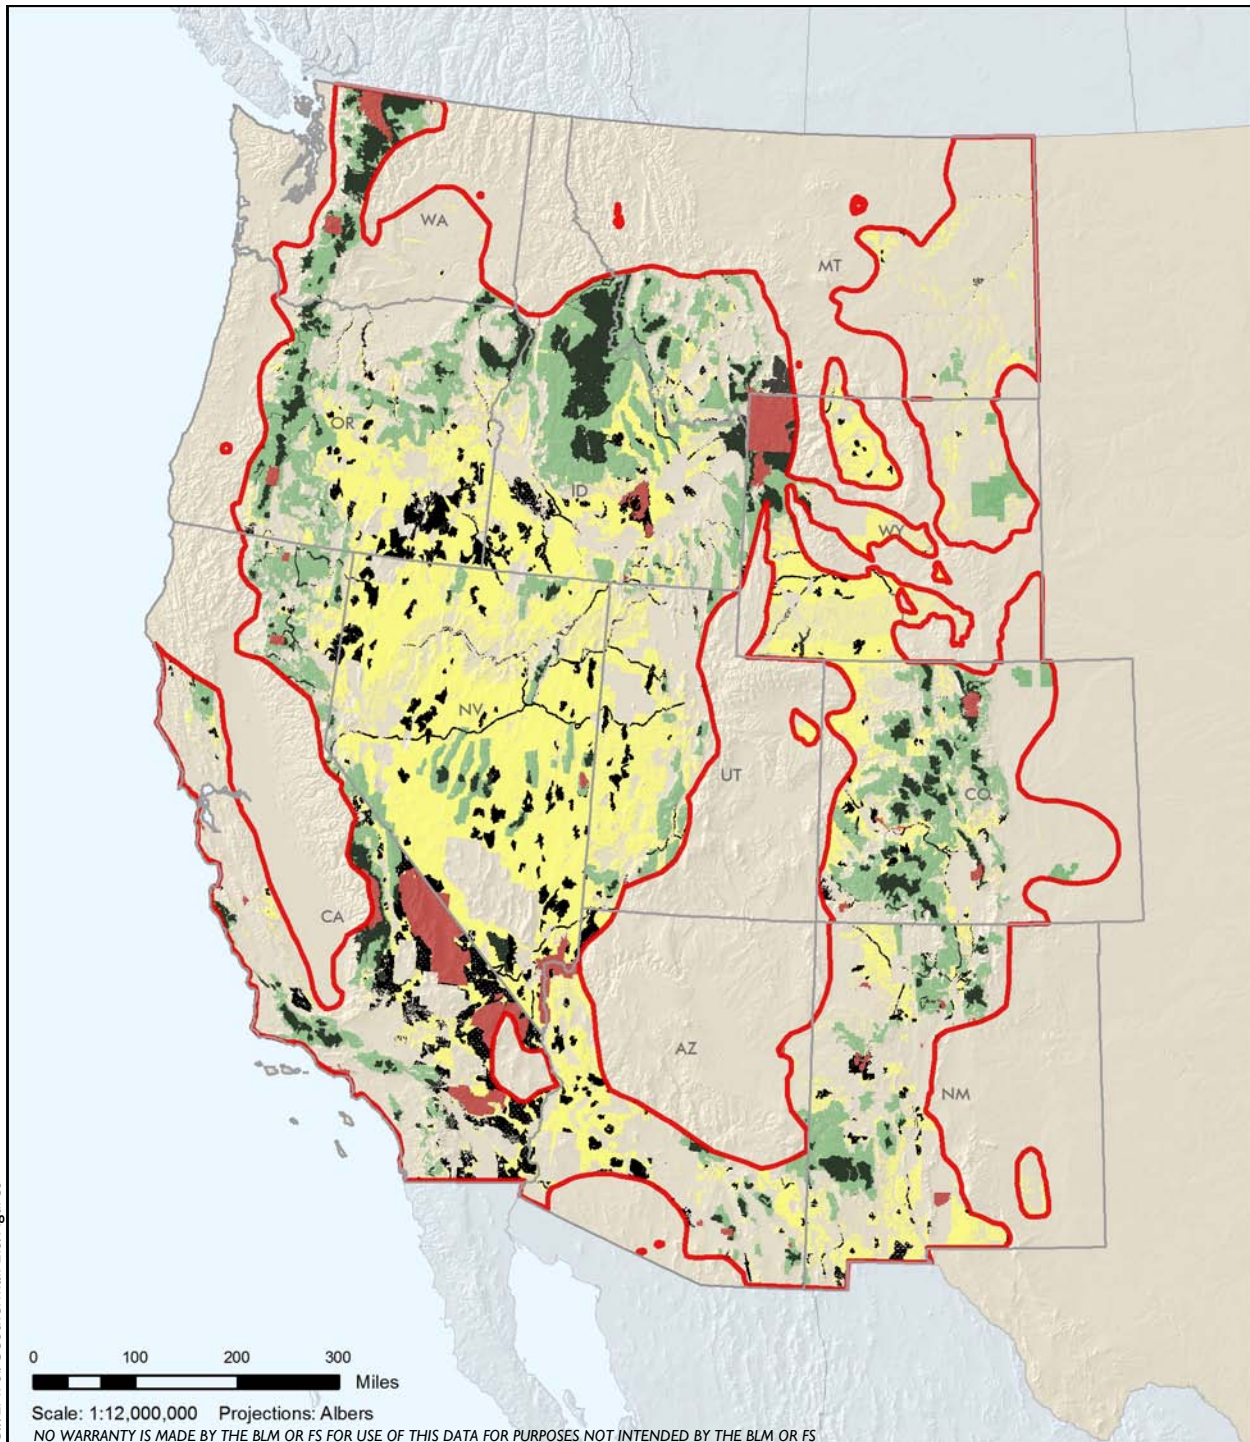 WA
MT
OR
ID
WY
NV
UT
CO
CA
AZ
NM
0 100 200 300
Miles
Scale: 1:12,000,000 Projections: Albers
NO WARRANTY IS MADE BY THE BLM OR FS FOR USE OF THIS DATA FOR PURPOSES NOT INTENDED BY THE BLM OR FS